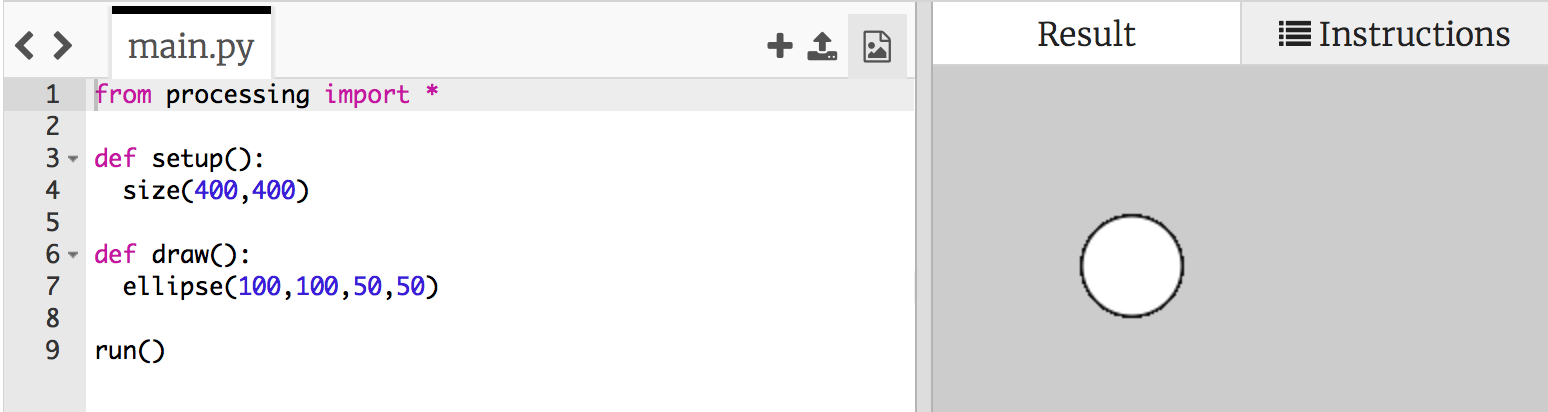 main.py
Result
Instructions
1 from processing import *
2
3 def setup():
4   size(400,400)
5
6 def draw():
7   ellipse(100,100,50,50)
8
9 run()